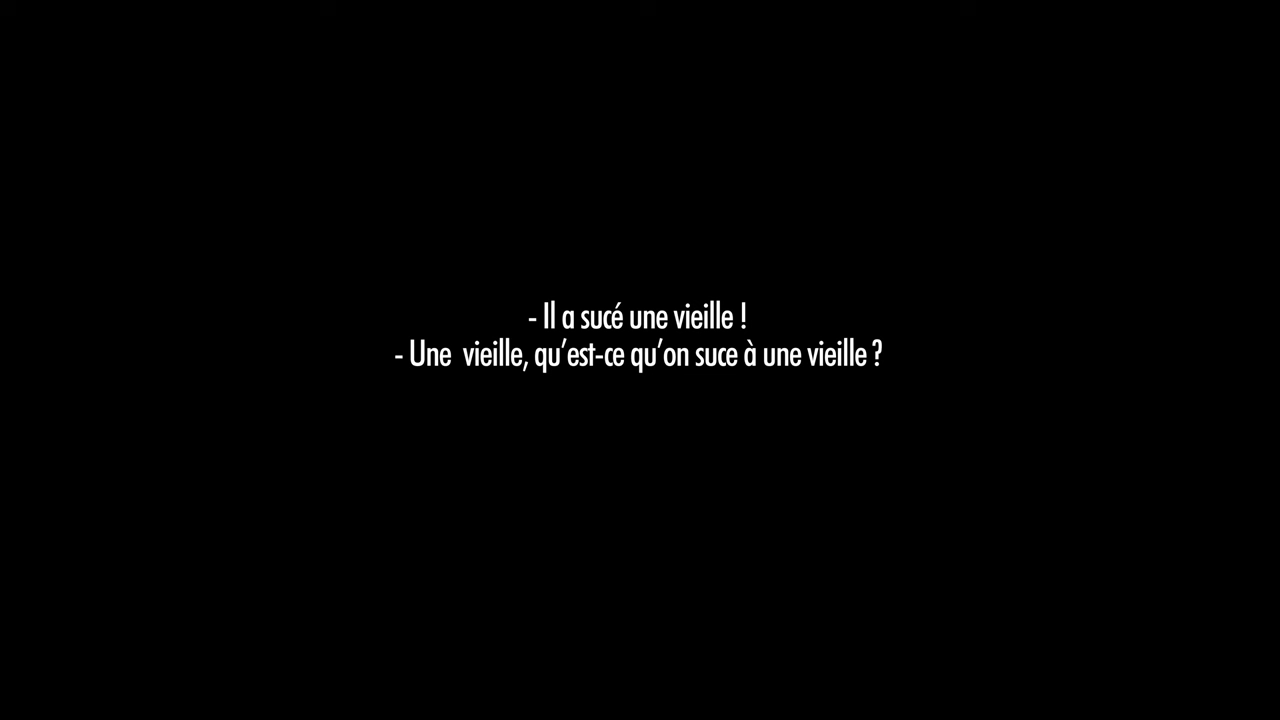 - Il a sucé une vieille !
- Une  vieille, qu’est-ce qu’on suce à une vieille ?